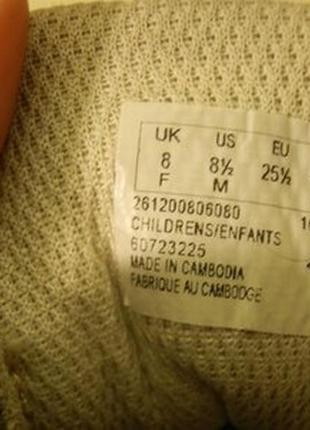 UK US EU
8 8½ 25½
F M
261200806080
CHILDRENS/ENFANTS
60723225
MADE IN CAMBODIA
FABRIQUE AU CAMBODGE